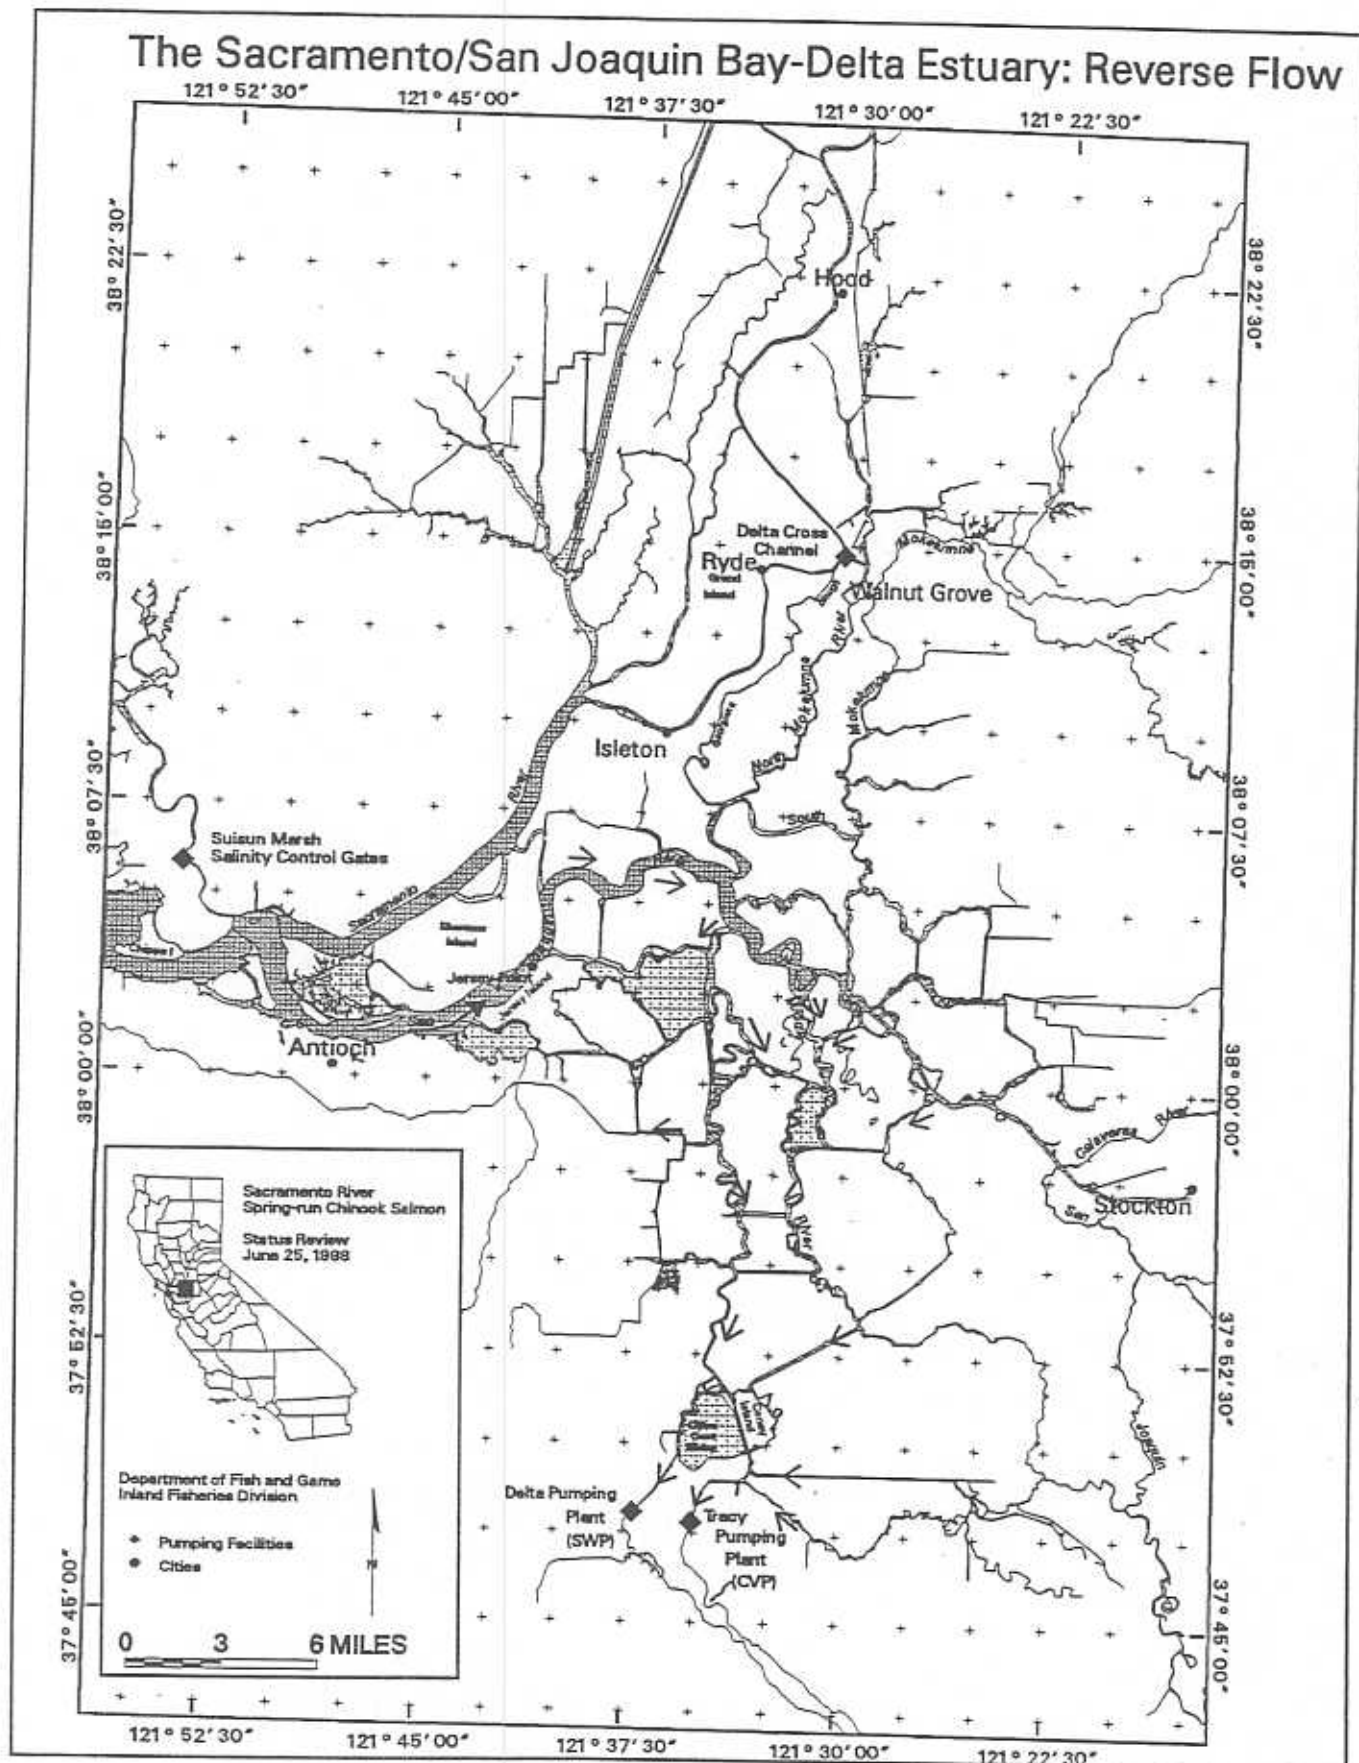 The Sacramento/San Joaquin Bay-Delta Estuary: Reverse Flow
121° 52' 30"
121° 45' 00"
121° 37' 30"
121° 30' 00"
121° 22' 30"
38° 22' 30"
38° 22' 30"
Hood
38° 15' 00"
38° 15' 00"
Delta Cross
Channel
Mokelumne
Ryde
Grand
Island
Walnut Grove
River
Mokelumne
Mokelumne
Georgiana
Isleton
38° 07' 30"
38° 07' 30"
River
South
Suisun Marsh
Salinity Control Gates
River
Sacramento
Sherman
Island
Jersey Point
Jersey Island
Antioch
38° 00' 00"
38° 00' 00"
Calaveras
River
Stockton
San
River
Sacramento River
Spring-run Chinook Salmon
Status Review
June 25, 1998
37° 52' 30"
37° 52' 30"
Clifton
Court
Coney
Island
Joaquin
Department of Fish and Game
Inland Fisheries Division
Delta Pumping
Plant
(SWP)
Tracy
Pumping
Plant
(CVP)
Pumping Facilities
Cities
N
37° 45' 00"
37° 45' 00"
0 3 6 MILES
121° 52' 30"
121° 45' 00"
121° 37' 30"
121° 30' 00"
121° 22' 30"